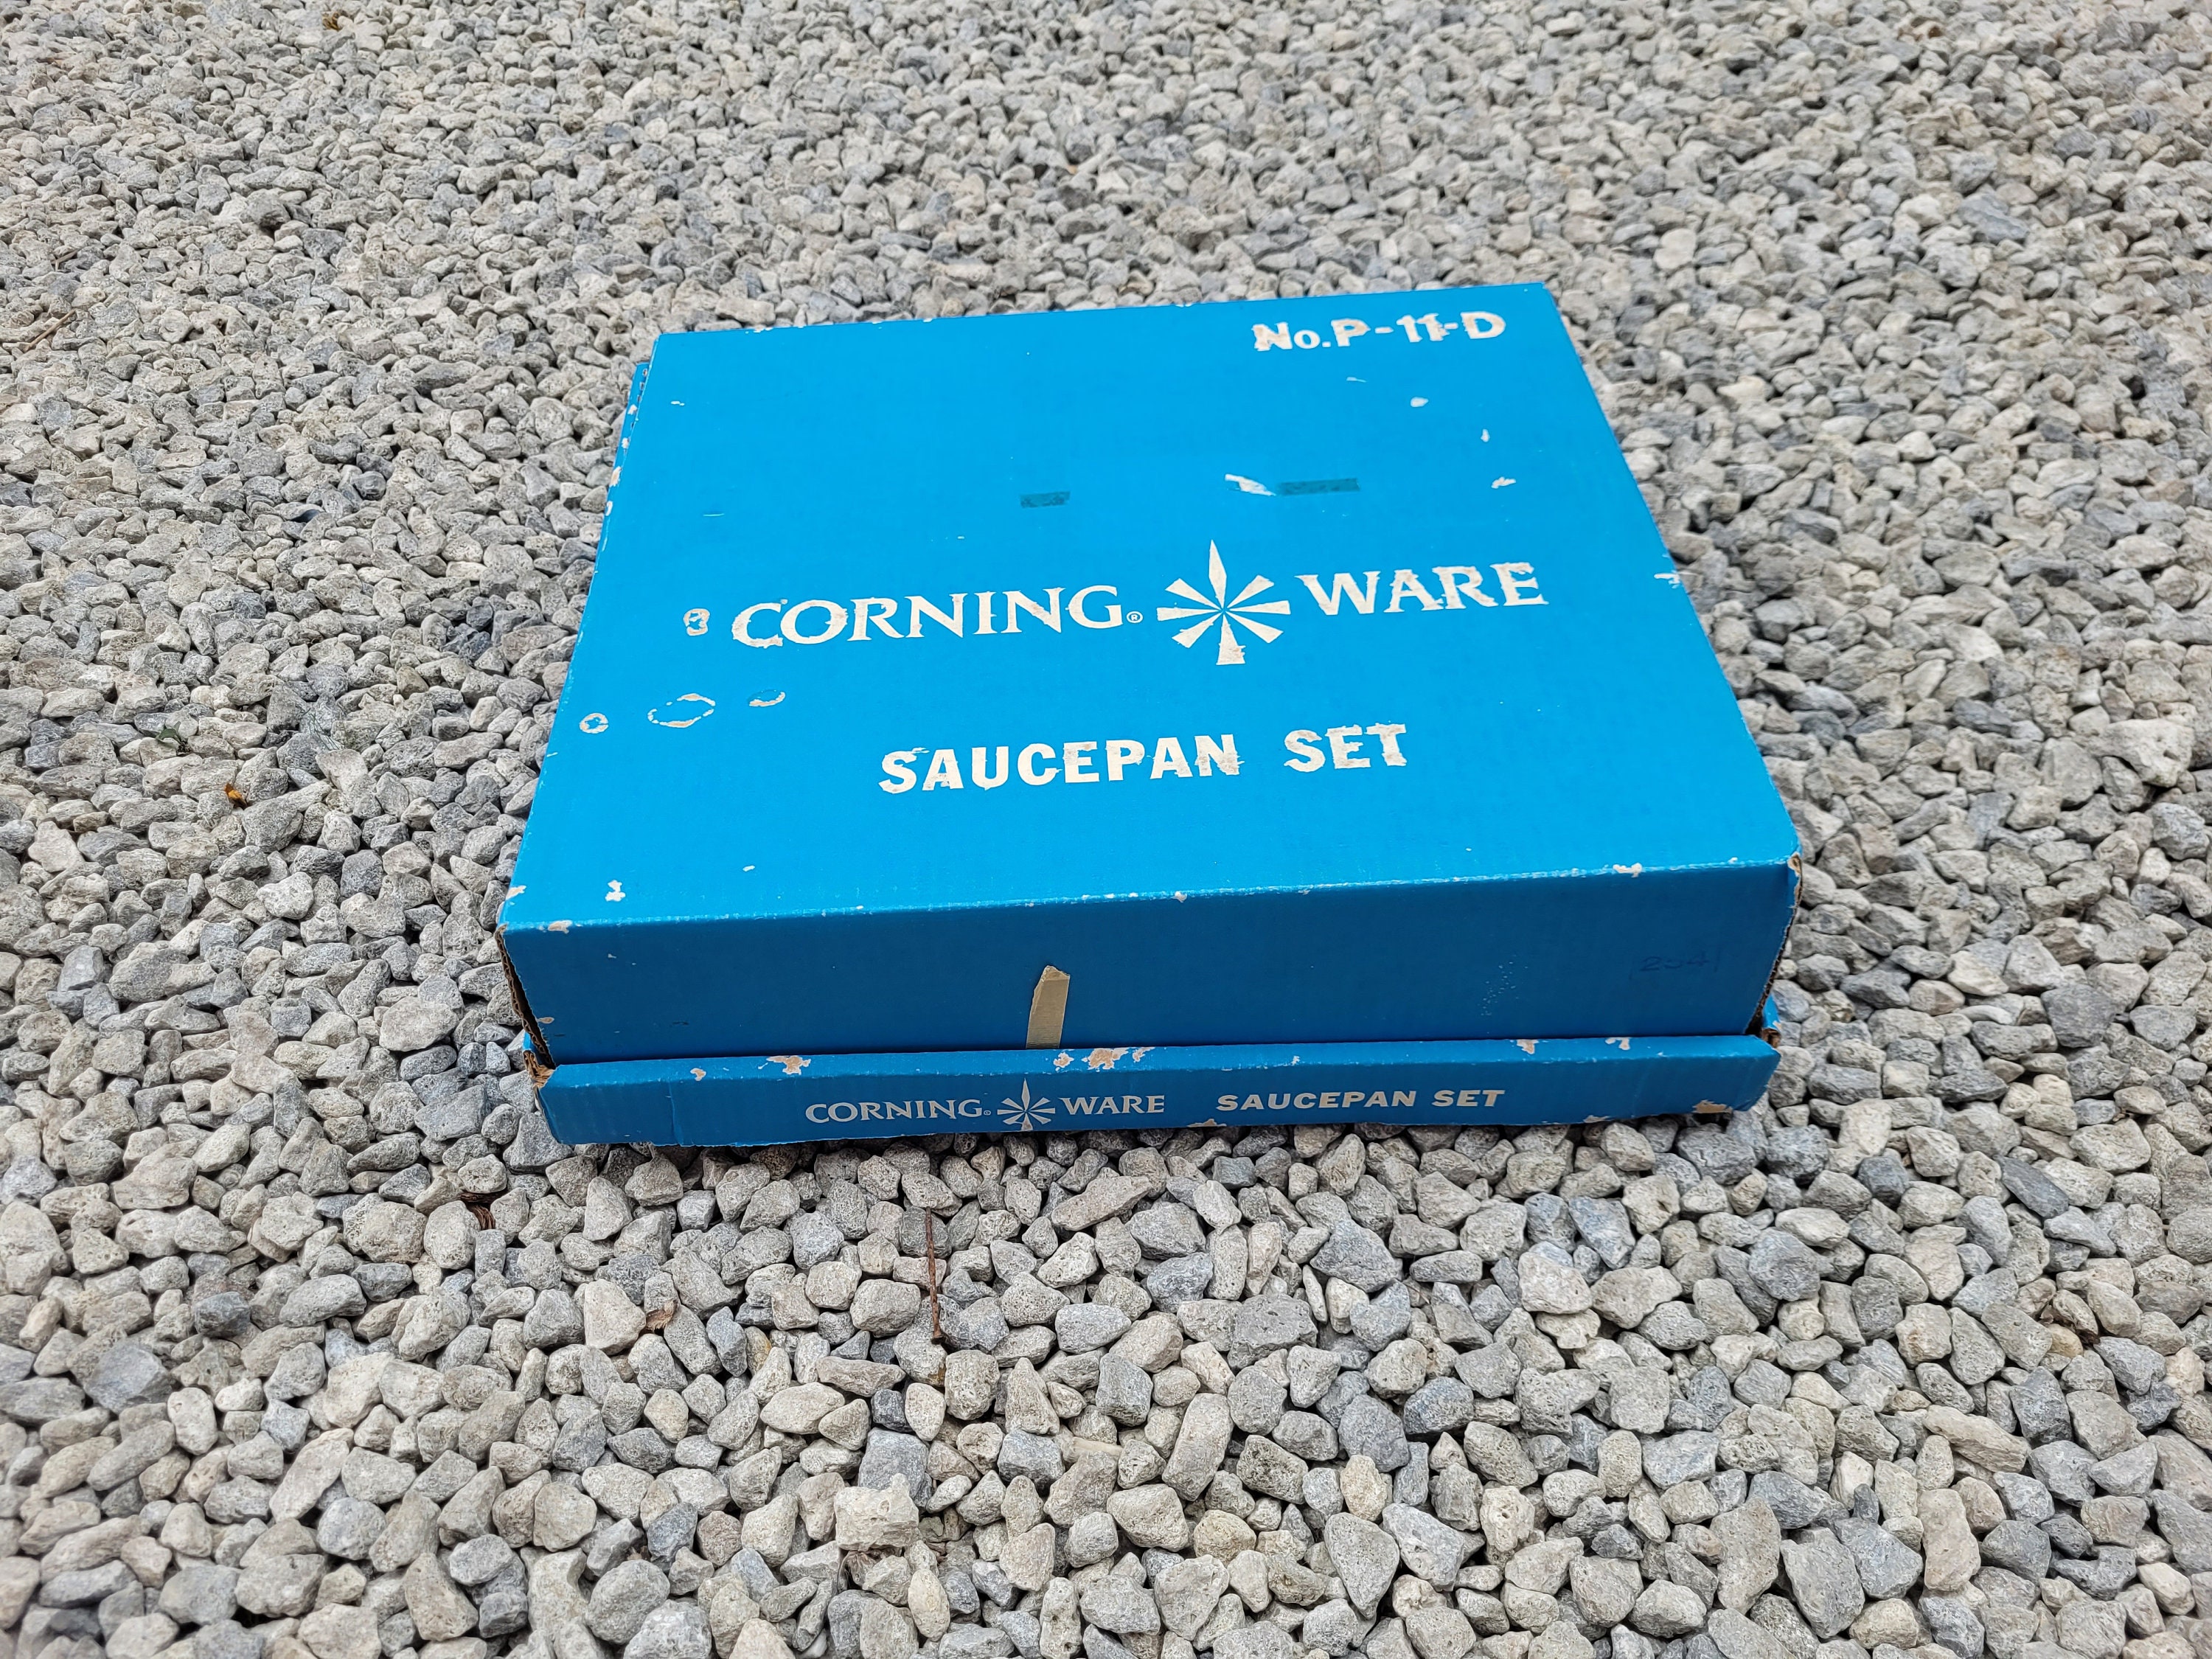 No. P-11-D
CORNING® WARE
SAUCEPAN SET
CORNING® WARE SAUCEPAN SET